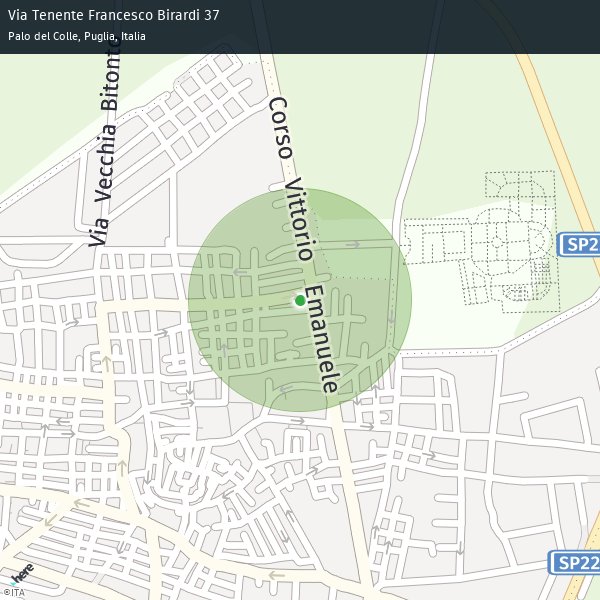 Via Tenente Francesco Birardi 37
Palo del Colle, Puglia, Italia
Via Vecchia Bitonto
Corso Vittorio Emanuele
SP2
SP22
here
©ITA